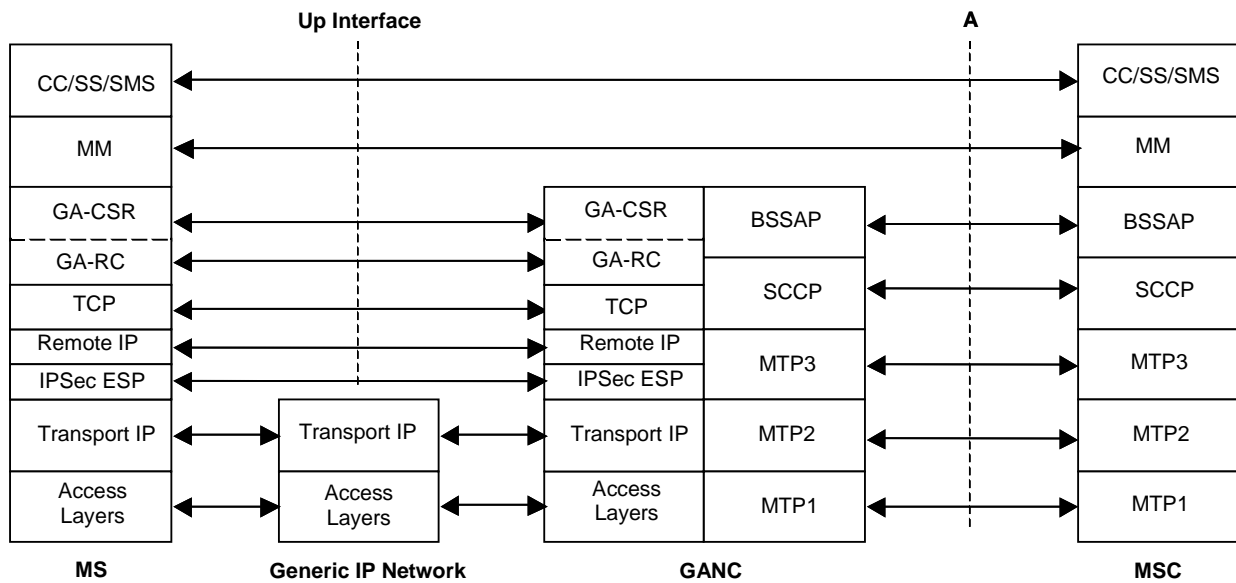 Up Interface
A
CC/SS/SMS
CC/SS/SMS
MM
MM
GA-CSR
GA-CSR
BSSAP
BSSAP
GA-RC
GA-RC
TCP
TCP
SCCP
SCCP
Remote IP
Remote IP
MTP3
MTP3
IPSec ESP
IPSec ESP
Transport IP
Transport IP
Transport IP
MTP2
MTP2
Access
Layers
Access
Layers
Access
Layers
MTP1
MTP1
MS
Generic IP Network
GANC
MSC